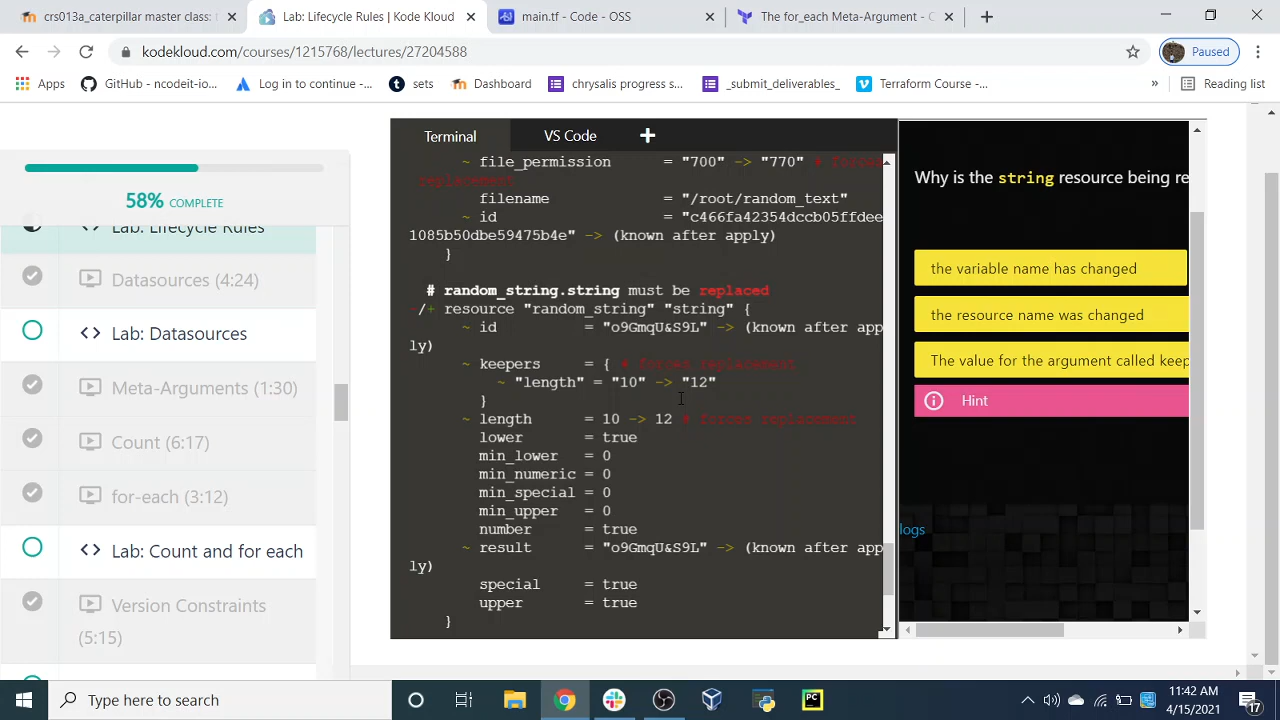 crs013a_caterpillar master class: t
Lab: Lifecycle Rules | Kode Kloud
main.tf - Code - OSS
The for_each Meta-Argument - C
kodekloud.com/courses/1215768/lectures/27204588
Paused
Apps
GitHub - ncodeit-io...
Log in to continue -...
sets
Dashboard
chrysalis progress s...
_submit_deliverables_
Terraform Course -...
»
Reading list
58% COMPLETE
Lab: Lifecycle Rules
Datasources (4:24)
Lab: Datasources
Meta-Arguments (1:30)
Count (6:17)
for-each (3:12)
Lab: Count and for each
Version Constraints
(5:15)
Terminal
VS Code
~ file_permission = "700" -> "770" # forces
replacement
filename = "/root/random_text"
~ id = "c466fa42354dccb05ffdee
1085b50dbe59475b4e" -> (known after apply)
}
# random_string.string must be replaced
-/+ resource "random_string" "string" {
~ id = "o9GmqU&S9L" -> (known after app
ly)
~ keepers = { # forces replacement
~ "length" = "10" -> "12"
}
~ length = 10 -> 12 # forces replacement
lower = true
min_lower = 0
min_numeric = 0
min_special = 0
min_upper = 0
number = true
~ result = "o9GmqU&S9L" -> (known after app
ly)
special = true
upper = true
}
Why is the string resource being re
the variable name has changed
the resource name was changed
The value for the argument called keep
Hint
logs
Type here to search
PC
11:42 AM
4/15/2021
17